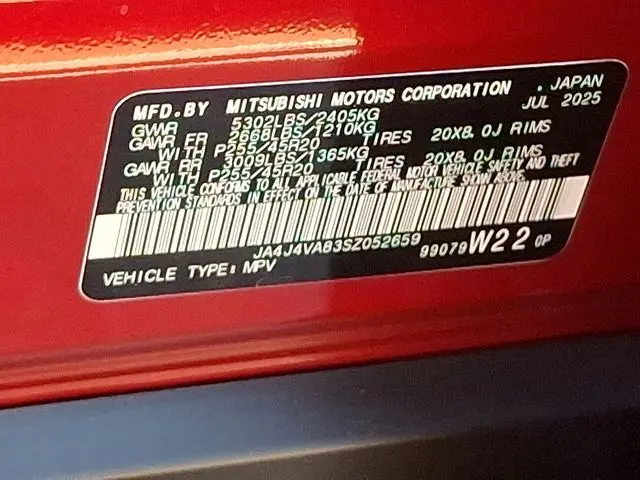 MFD.BY MITSUBISHI MOTORS CORPORATION , JAPAN
JUL 2025
GVWR 5302LBS/2405KG
GAWR FR 2668LBS/1210KG
WITH P255/45R20 TIRES 20X8.0J RIMS
GAWR RR 3009LBS/1365KG
WITH P255/45R20 TIRES 20X8.0J RIMS
THIS VEHICLE CONFORMS TO ALL APPLICABLE FEDERAL MOTOR VEHICLE SAFETY AND THEFT
PREVENTION STANDARDS IN EFFECT ON THE DATE OF MANUFACTURE SHOWN ABOVE.
JA4J4VA83SZ052659
99079 W22 0P
VEHICLE TYPE: MPV